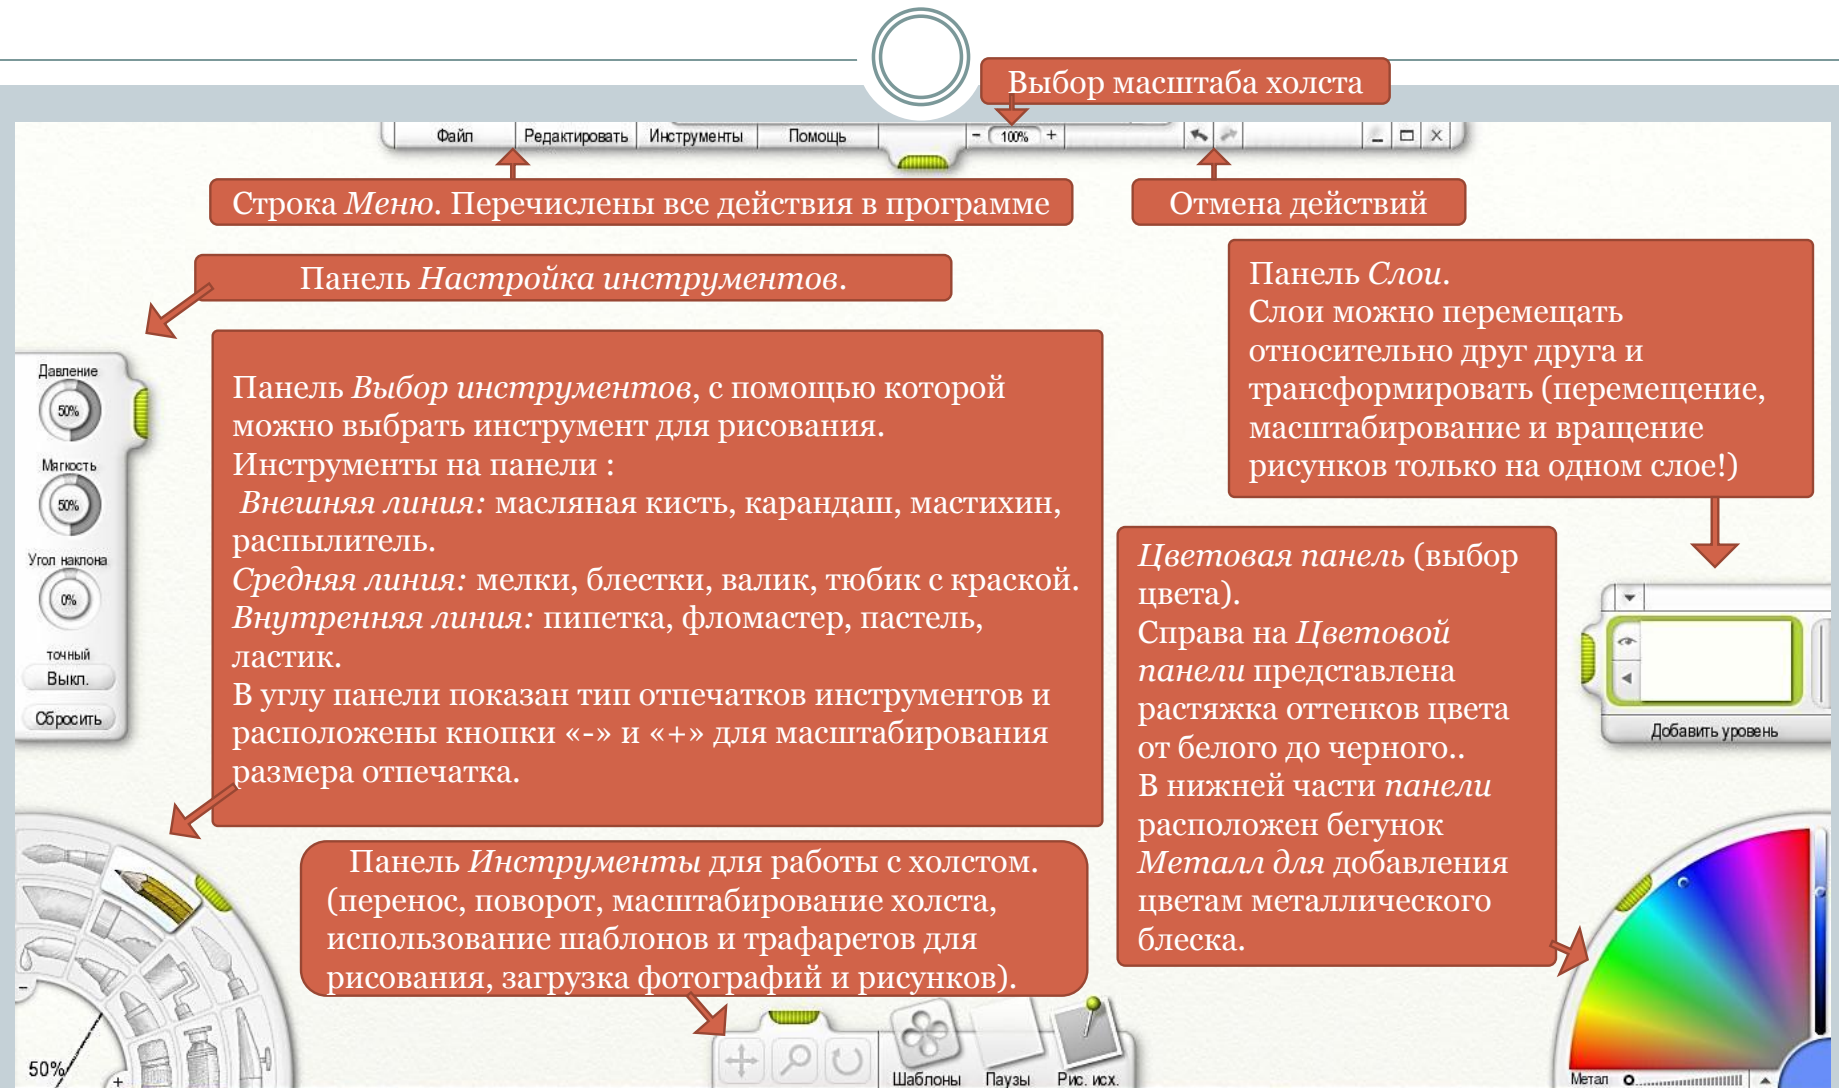 Выбор масштаба холста
Файл
Редактировать
Инструменты
Помощь
- 100% +
Строка Меню. Перечислены все действия в программе
Отмена действий
Панель Настройка инструментов.
Панель Слои.
Слои можно перемещать
относительно друг друга и
трансформировать (перемещение,
масштабирование и вращение
рисунков только на одном слое!)
Давление
50%
Мягкость
50%
Угол наклона
0%
точный
Выкл.
Сбросить
Панель Выбор инструментов, с помощью которой
можно выбрать инструмент для рисования.
Инструменты на панели :
Внешняя линия: масляная кисть, карандаш, мастихин,
распылитель.
Средняя линия: мелки, блестки, валик, тюбик с краской.
Внутренняя линия: пипетка, фломастер, пастель,
ластик.
В углу панели показан тип отпечатков инструментов и
расположены кнопки «-» и «+» для масштабирования
размера отпечатка.
Цветовая панель (выбор
цвета).
Справа на Цветовой
панели представлена
растяжка оттенков цвета
от белого до черного..
В нижней части панели
расположен бегунок
Металл для добавления
цветам металлического
блеска.
Добавить уровень
Панель Инструменты для работы с холстом.
(перенос, поворот, масштабирование холста,
использование шаблонов и трафаретов для
рисования, загрузка фотографий и рисунков).
-
50%
+
Шаблоны
Паузы
Рис. исх.
Метал